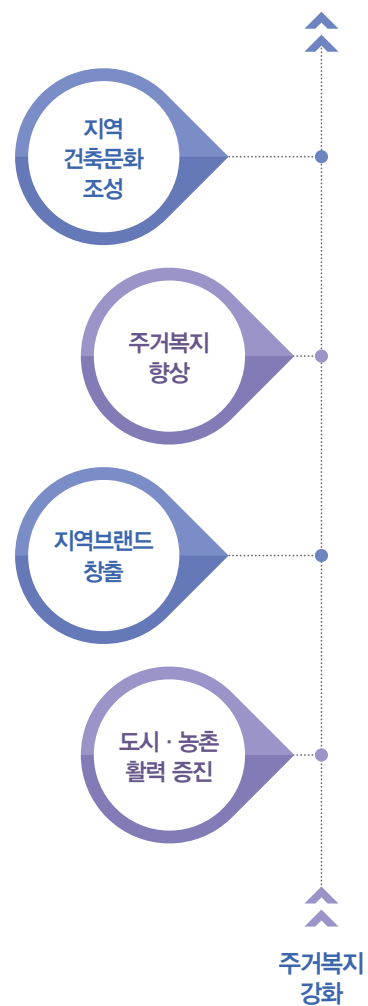 지역
건축문화
조성
주거복지
향상
지역브랜드
창출
도시 · 농촌
활력 증진
주거복지
강화